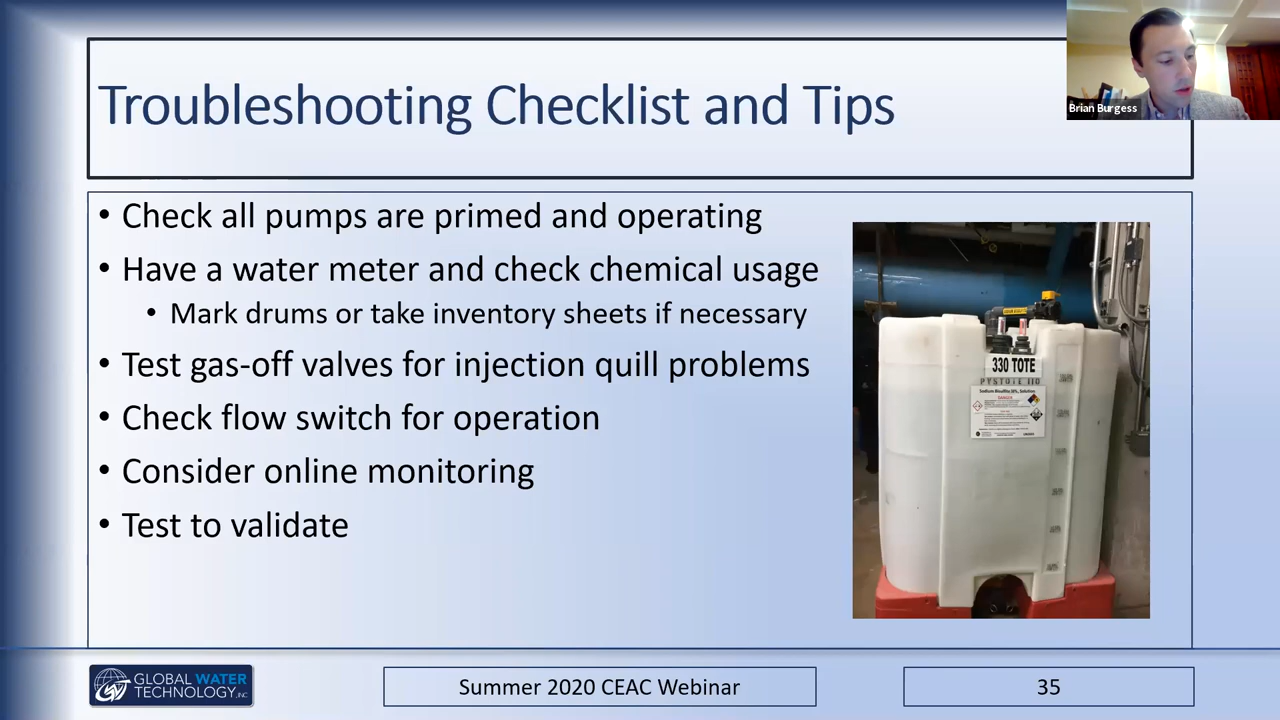 Troubleshooting Checklist and Tips
Brian Burgess
• Check all pumps are primed and operating
• Have a water meter and check chemical usage
• Mark drums or take inventory sheets if necessary
• Test gas-off valves for injection quill problems
• Check flow switch for operation
• Consider online monitoring
• Test to validate
330 TOTE
DANGER
GLOBAL WATER
TECHNOLOGY, INC
Summer 2020 CEAC Webinar
35